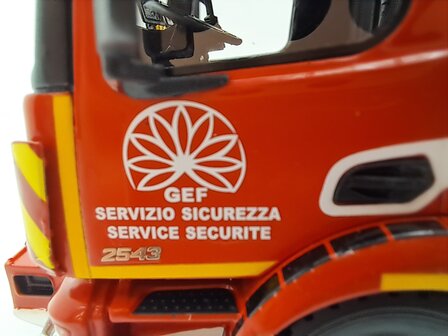 GEF
SERVIZIO SICUREZZA
SERVICE SECURITE
2543